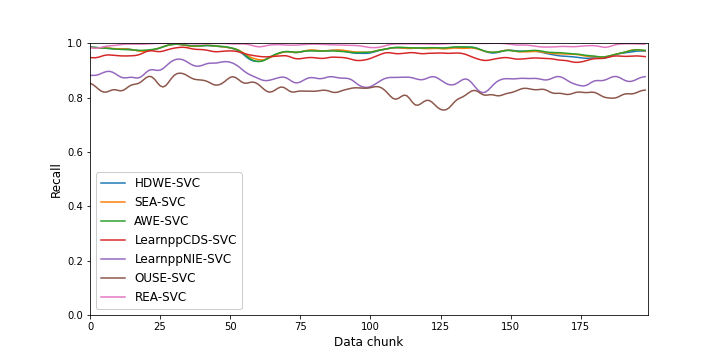 1.0
0.8
0.6
0.4
0.2
0.0
Recall
HDWE-SVC
SEA-SVC
AWE-SVC
LearnppCDS-SVC
LearnppNIE-SVC
OUSE-SVC
REA-SVC
0 25 50 75 100 125 150 175
Data chunk